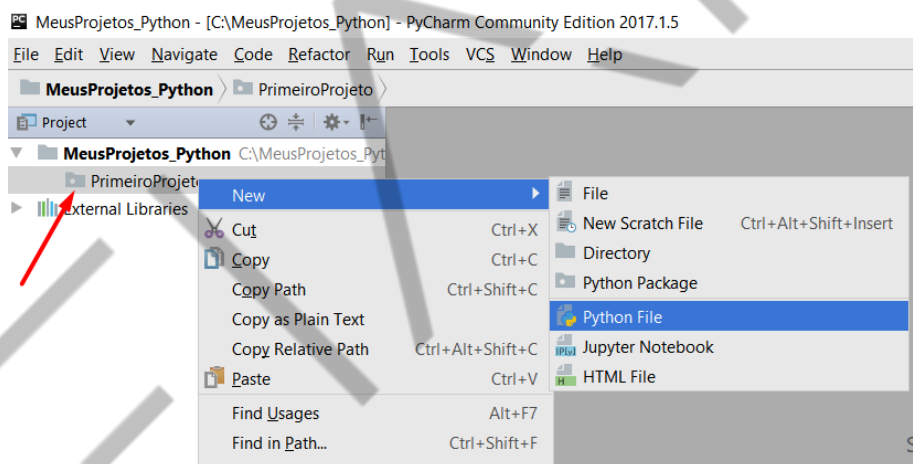 MeusProjetos_Python - [C:\MeusProjetos_Python] - PyCharm Community Edition 2017.1.5
File Edit View Navigate Code Refactor Run Tools VCS Window Help
MeusProjetos_Python PrimeiroProjeto
Project
MeusProjetos_Python C:\MeusProjetos_Pyt
PrimeiroProjeto
External Libraries
New
Cut Ctrl+X
Copy Ctrl+C
Copy Path Ctrl+Shift+C
Copy as Plain Text
Copy Relative Path Ctrl+Alt+Shift+C
Paste Ctrl+V
Find Usages Alt+F7
Find in Path... Ctrl+Shift+F
File
New Scratch File Ctrl+Alt+Shift+Insert
Directory
Python Package
Python File
Jupyter Notebook
HTML File